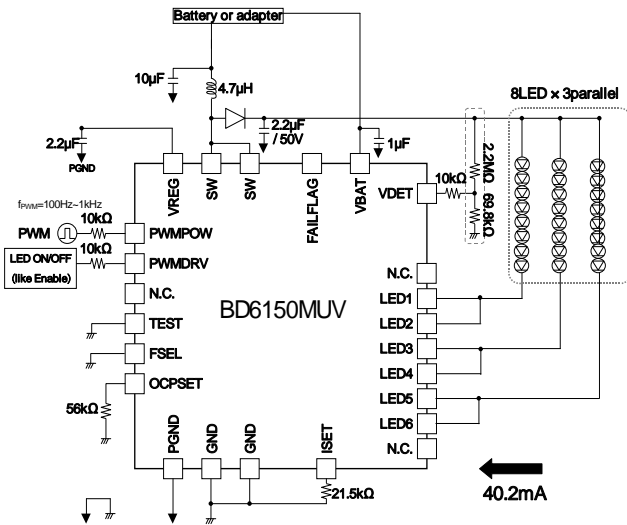 Battery or adapter
10µF
4.7µH
8LED × 3parallel
2.2µF
PGND
2.2µF
/ 50V
1µF
2.2MΩ
69.8kΩ
10kΩ
VREG
SW
SW
FAILFLAG
VBAT
VDET
fPWM=100Hz~1kHz
PWM
10kΩ
PWMPOW
LED ON/OFF
(like Enable)
10kΩ
PWMDRV
N.C.
TEST
FSEL
OCPSET
56kΩ
BD6150MUV
N.C.
LED1
LED2
LED3
LED4
LED5
LED6
N.C.
PGND
GND
GND
ISET
21.5kΩ
40.2mA